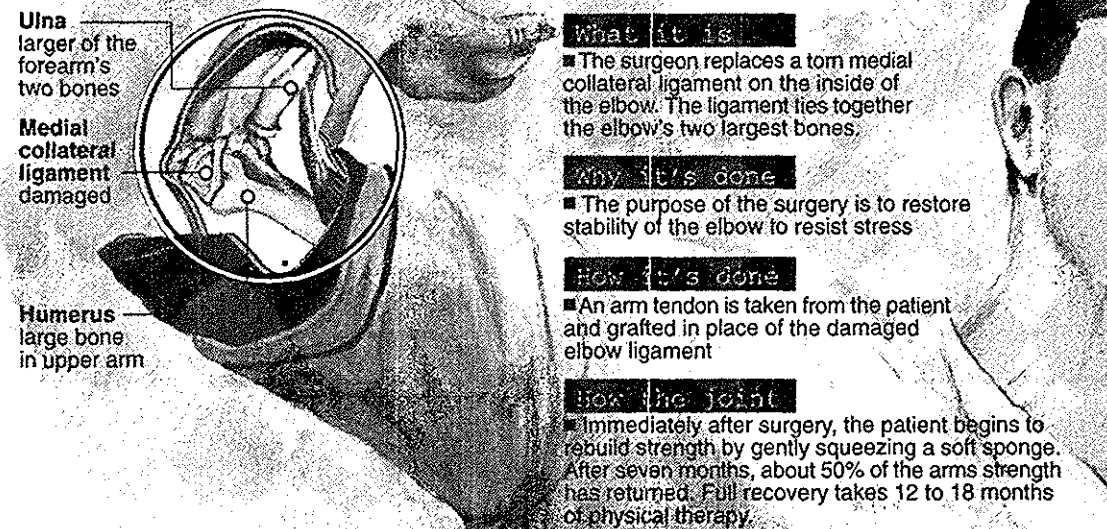 Ulna
larger of the
forearm's
two bones
Medial
collateral
ligament
damaged
Humerus
large bone
in upper arm
What it is
■ The surgeon replaces a torn medial
collateral ligament on the inside of
the elbow. The ligament ties together
the elbow's two largest bones.
Why it's done
■ The purpose of the surgery is to restore
stability of the elbow to resist stress
How it's done
■ An arm tendon is taken from the patient
and grafted in place of the damaged
elbow ligament
How the joint
■ Immediately after surgery, the patient begins to
rebuild strength by gently squeezing a soft sponge.
After seven months, about 50% of the arms strength
has returned. Full recovery takes 12 to 18 months
of physical therapy.